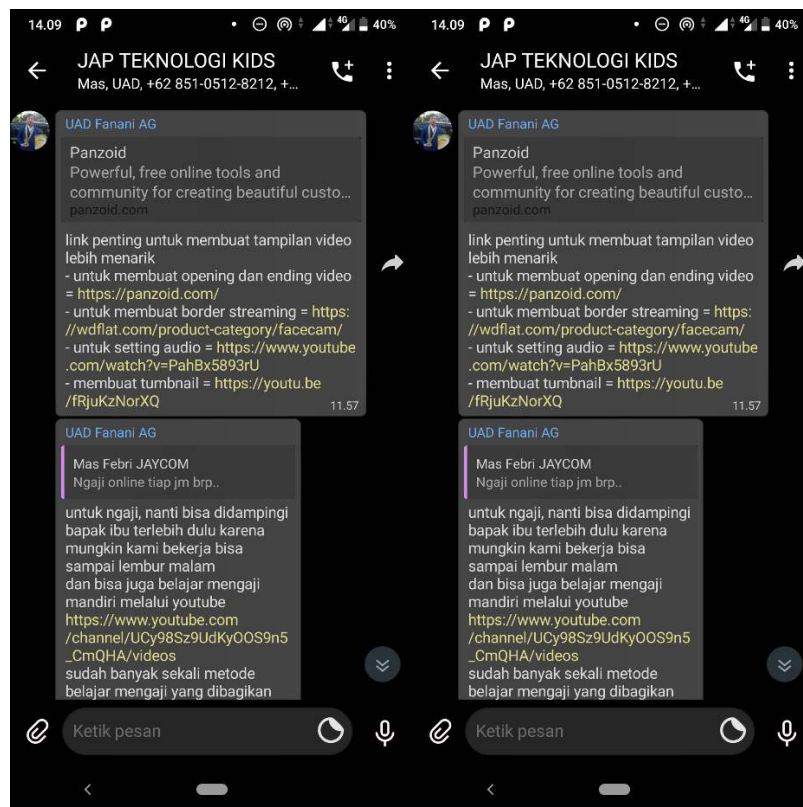 14.09
4G
40%
JAP TEKNOLOGI KIDS
Mas, UAD, +62 851-0512-8212, +...
UAD Fanani AG
Panzoid
Powerful, free online tools and
community for creating beautiful custo...
panzoid.com
link penting untuk membuat tampilan video
lebih menarik
- untuk membuat opening dan ending video
= https://panzoid.com/
- untuk membuat border streaming = https:
//wdflat.com/product-category/facecam/
- untuk setting audio = https://www.youtube
.com/watch?v=PahBx5893rU
- membuat tumbnail = https://youtu.be
/fRjuKzNorXQ
11.57
UAD Fanani AG
Mas Febri JAYCOM
Ngaji online tiap jm brp..
untuk ngaji, nanti bisa didampingi
bapak ibu terlebih dulu karena
mungkin kami bekerja bisa
sampai lembur malam
dan bisa juga belajar mengaji
mandiri melalui youtube
https://www.youtube.com
/channel/UCy98Sz9UdKyOOS9n5
_CmQHA/videos
sudah banyak sekali metode
belajar mengaji yang dibagikan
Ketik pesan
14.09
4G
40%
JAP TEKNOLOGI KIDS
Mas, UAD, +62 851-0512-8212, +...
UAD Fanani AG
Panzoid
Powerful, free online tools and
community for creating beautiful custo...
panzoid.com
link penting untuk membuat tampilan video
lebih menarik
- untuk membuat opening dan ending video
= https://panzoid.com/
- untuk membuat border streaming = https:
//wdflat.com/product-category/facecam/
- untuk setting audio = https://www.youtube
.com/watch?v=PahBx5893rU
- membuat tumbnail = https://youtu.be
/fRjuKzNorXQ
11.57
UAD Fanani AG
Mas Febri JAYCOM
Ngaji online tiap jm brp..
untuk ngaji, nanti bisa didampingi
bapak ibu terlebih dulu karena
mungkin kami bekerja bisa
sampai lembur malam
dan bisa juga belajar mengaji
mandiri melalui youtube
https://www.youtube.com
/channel/UCy98Sz9UdKyOOS9n5
_CmQHA/videos
sudah banyak sekali metode
belajar mengaji yang dibagikan
Ketik pesan